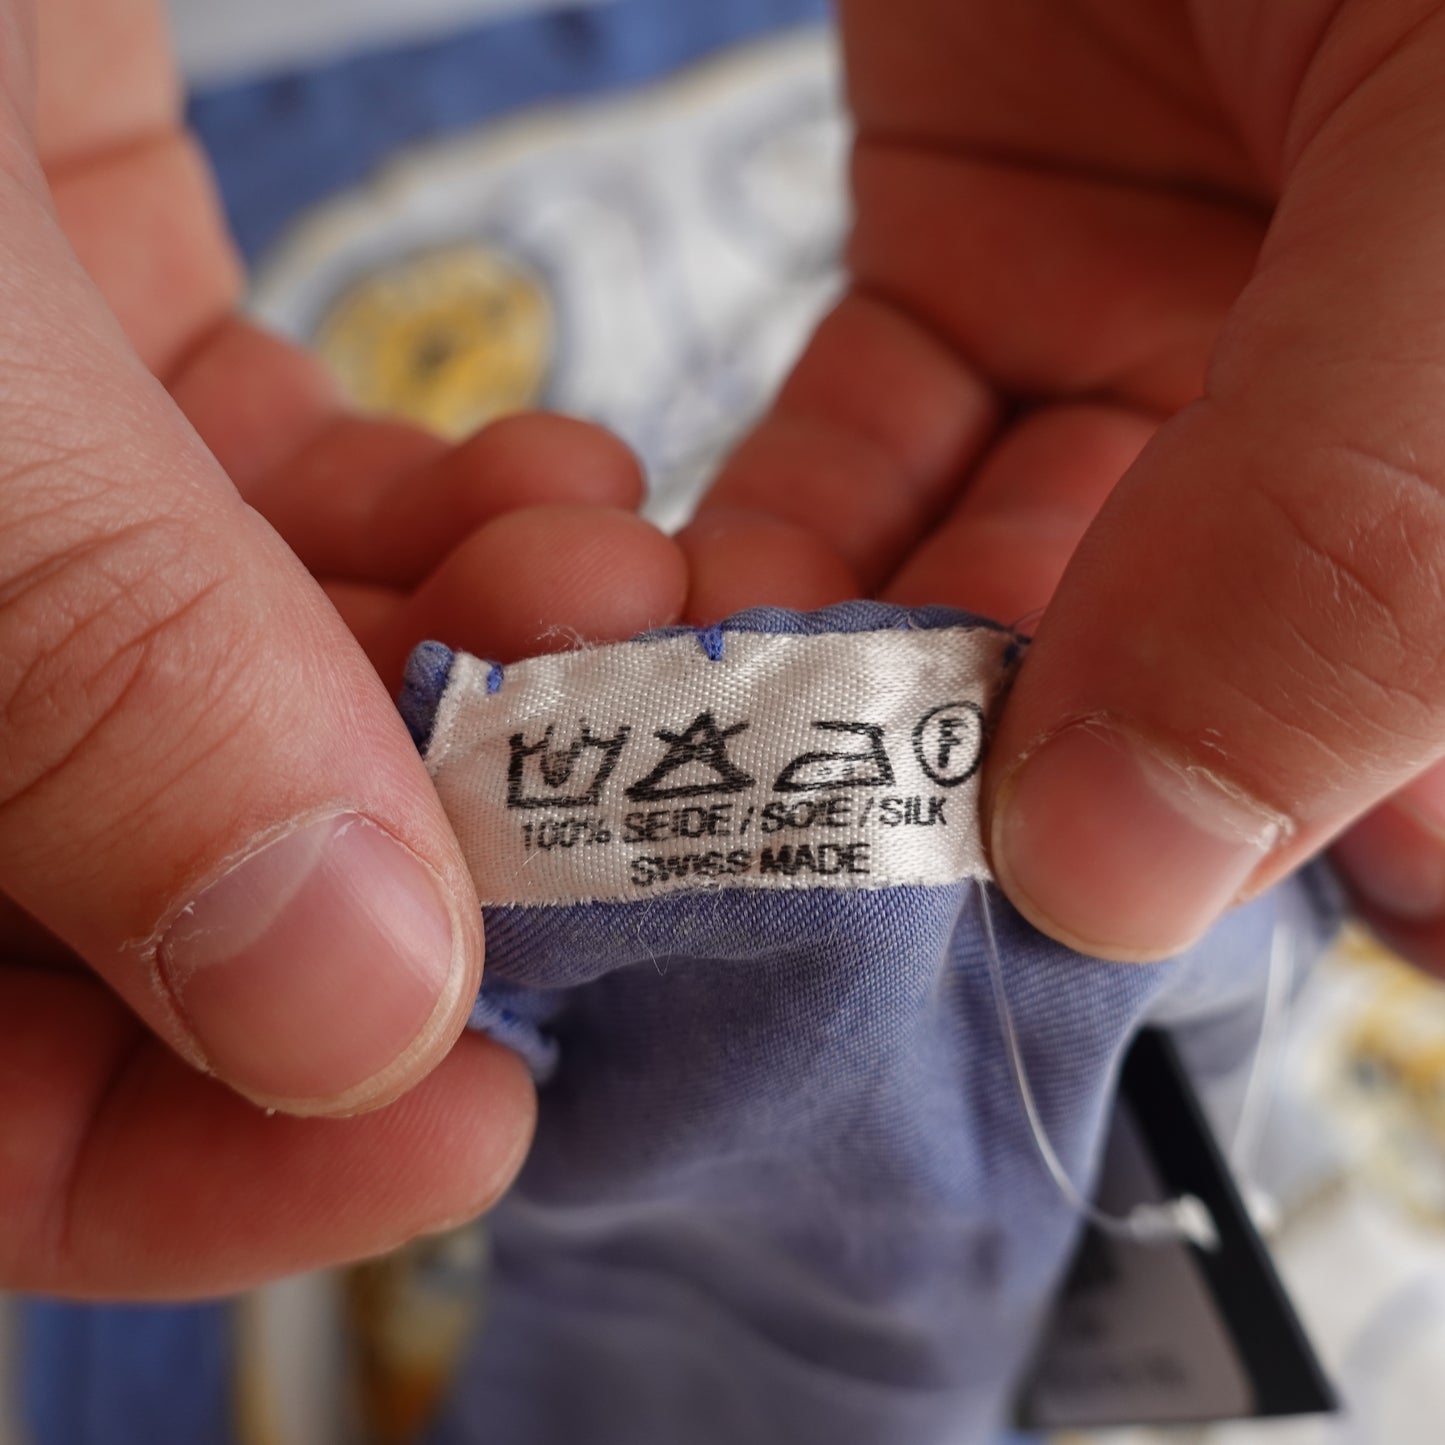 F
100% SEIDE / SOIE / SILK
SWISS MADE